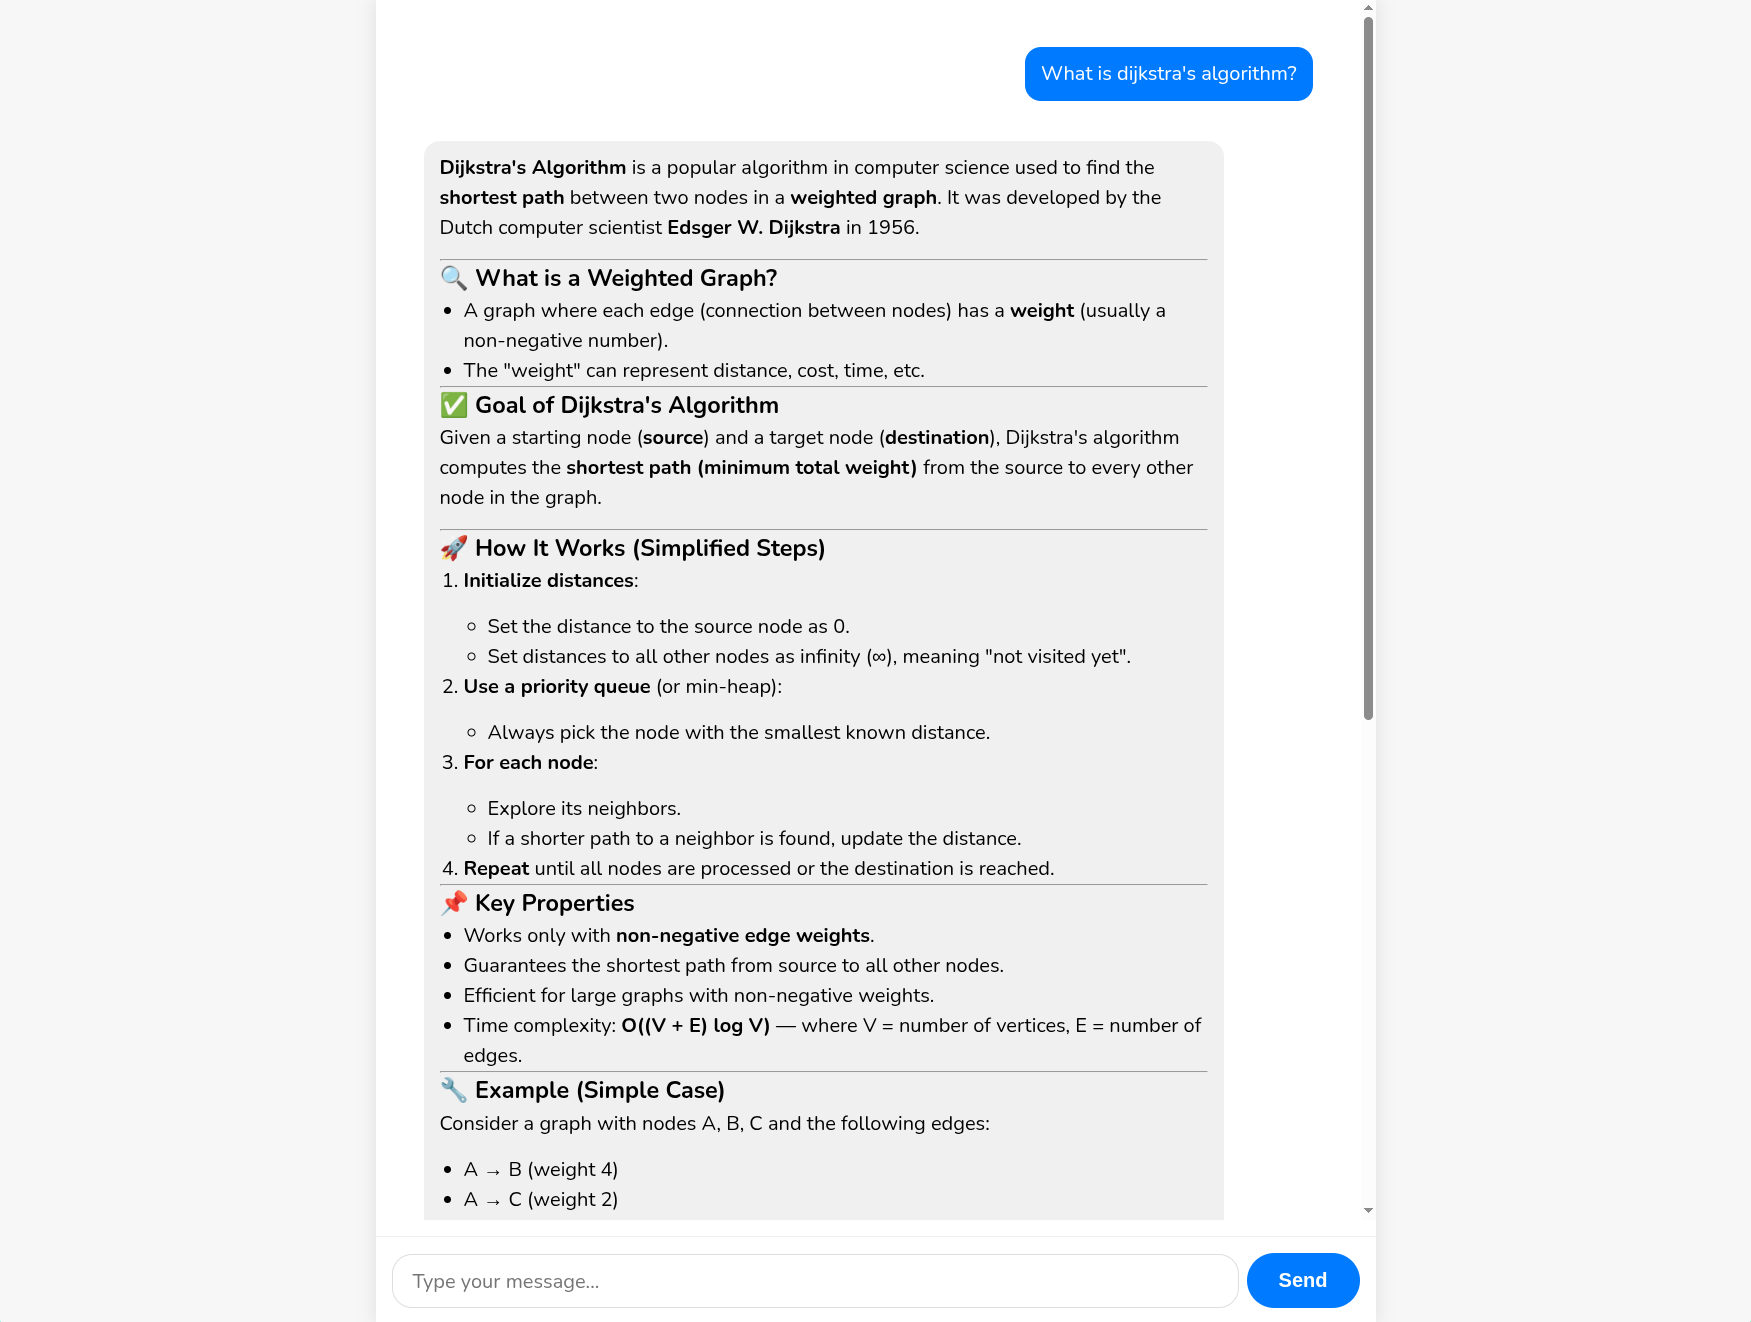 What is dijkstra's algorithm?
Dijkstra's Algorithm is a popular algorithm in computer science used to find the
shortest path between two nodes in a weighted graph. It was developed by the
Dutch computer scientist Edsger W. Dijkstra in 1956.
🔍 What is a Weighted Graph?
• A graph where each edge (connection between nodes) has a weight (usually a
non-negative number).
• The "weight" can represent distance, cost, time, etc.
✅ Goal of Dijkstra's Algorithm
Given a starting node (source) and a target node (destination), Dijkstra's algorithm
computes the shortest path (minimum total weight) from the source to every other
node in the graph.
🚀 How It Works (Simplified Steps)
1. Initialize distances:
◦ Set the distance to the source node as 0.
◦ Set distances to all other nodes as infinity (∞), meaning "not visited yet".
2. Use a priority queue (or min-heap):
◦ Always pick the node with the smallest known distance.
3. For each node:
◦ Explore its neighbors.
◦ If a shorter path to a neighbor is found, update the distance.
4. Repeat until all nodes are processed or the destination is reached.
📌 Key Properties
• Works only with non-negative edge weights.
• Guarantees the shortest path from source to all other nodes.
• Efficient for large graphs with non-negative weights.
• Time complexity: O((V + E) log V) — where V = number of vertices, E = number of
edges.
🔧 Example (Simple Case)
Consider a graph with nodes A, B, C and the following edges:
• A → B (weight 4)
• A → C (weight 2)
Type your message...
Send